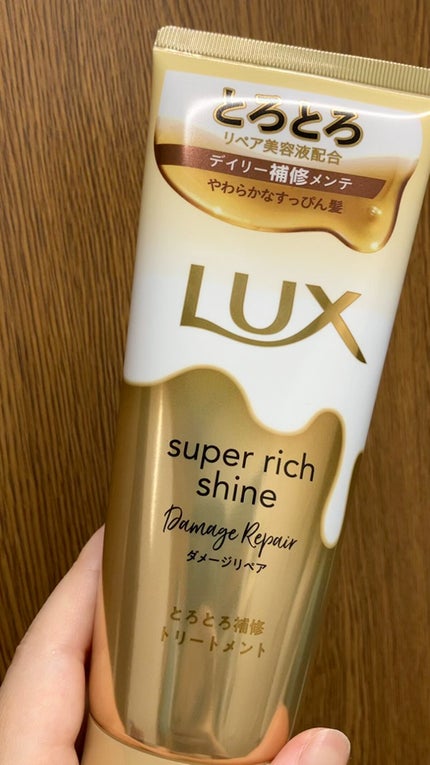 とろとろ
リペア美容液配合
デイリー補修メンテ
やわらかなすっぴん髪
LUX
super rich
shine
Damage Repair
ダメージリペア
とろとろ補修
トリートメント